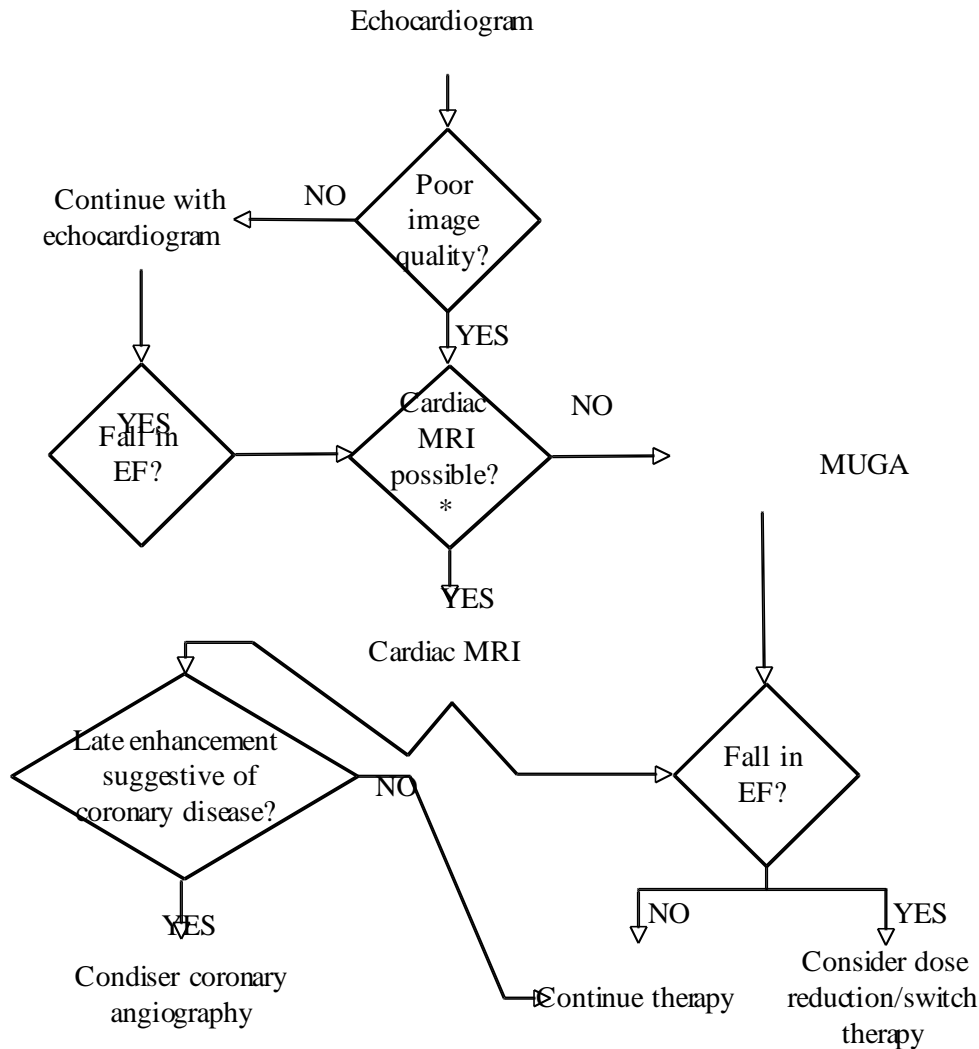 Echocardiogram
Poor
image
quality?
NO
Continue with
echocardiogram
YES
YES
Fall in
EF?
Cardiac
MRI
possible?
*
NO
MUGA
YES
Cardiac MRI
Late enhancement
suggestive of
coronary disease?
NO
Fall in
EF?
YES
NO
YES
Condiser coronary
angiography
Continue therapy
Consider dose
reduction/switch
therapy